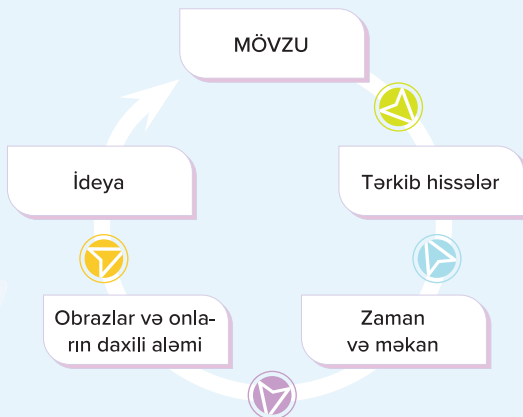 MÖVZU
Tərkib hissələr
Zaman
və məkan
Obrazlar və onla-
rın daxili aləmi
İdeya